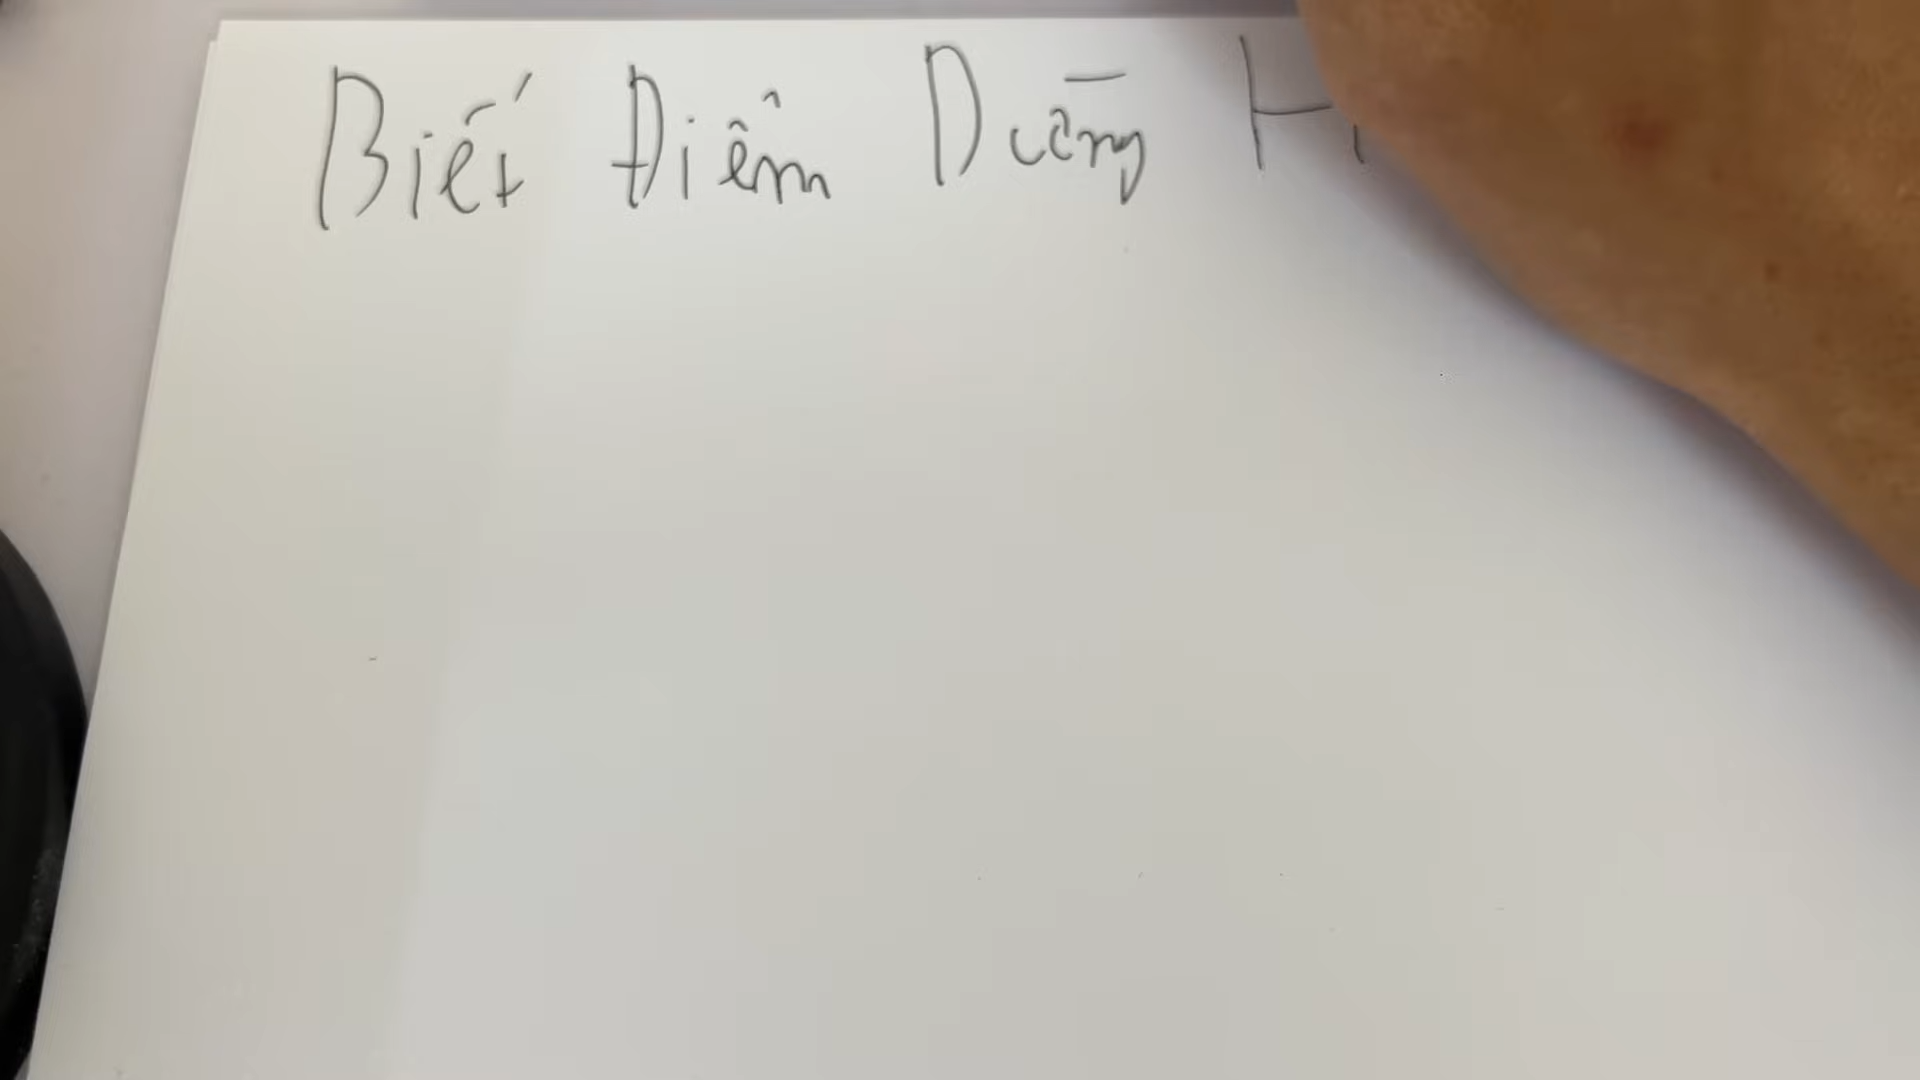 Biết Điểm Dừng